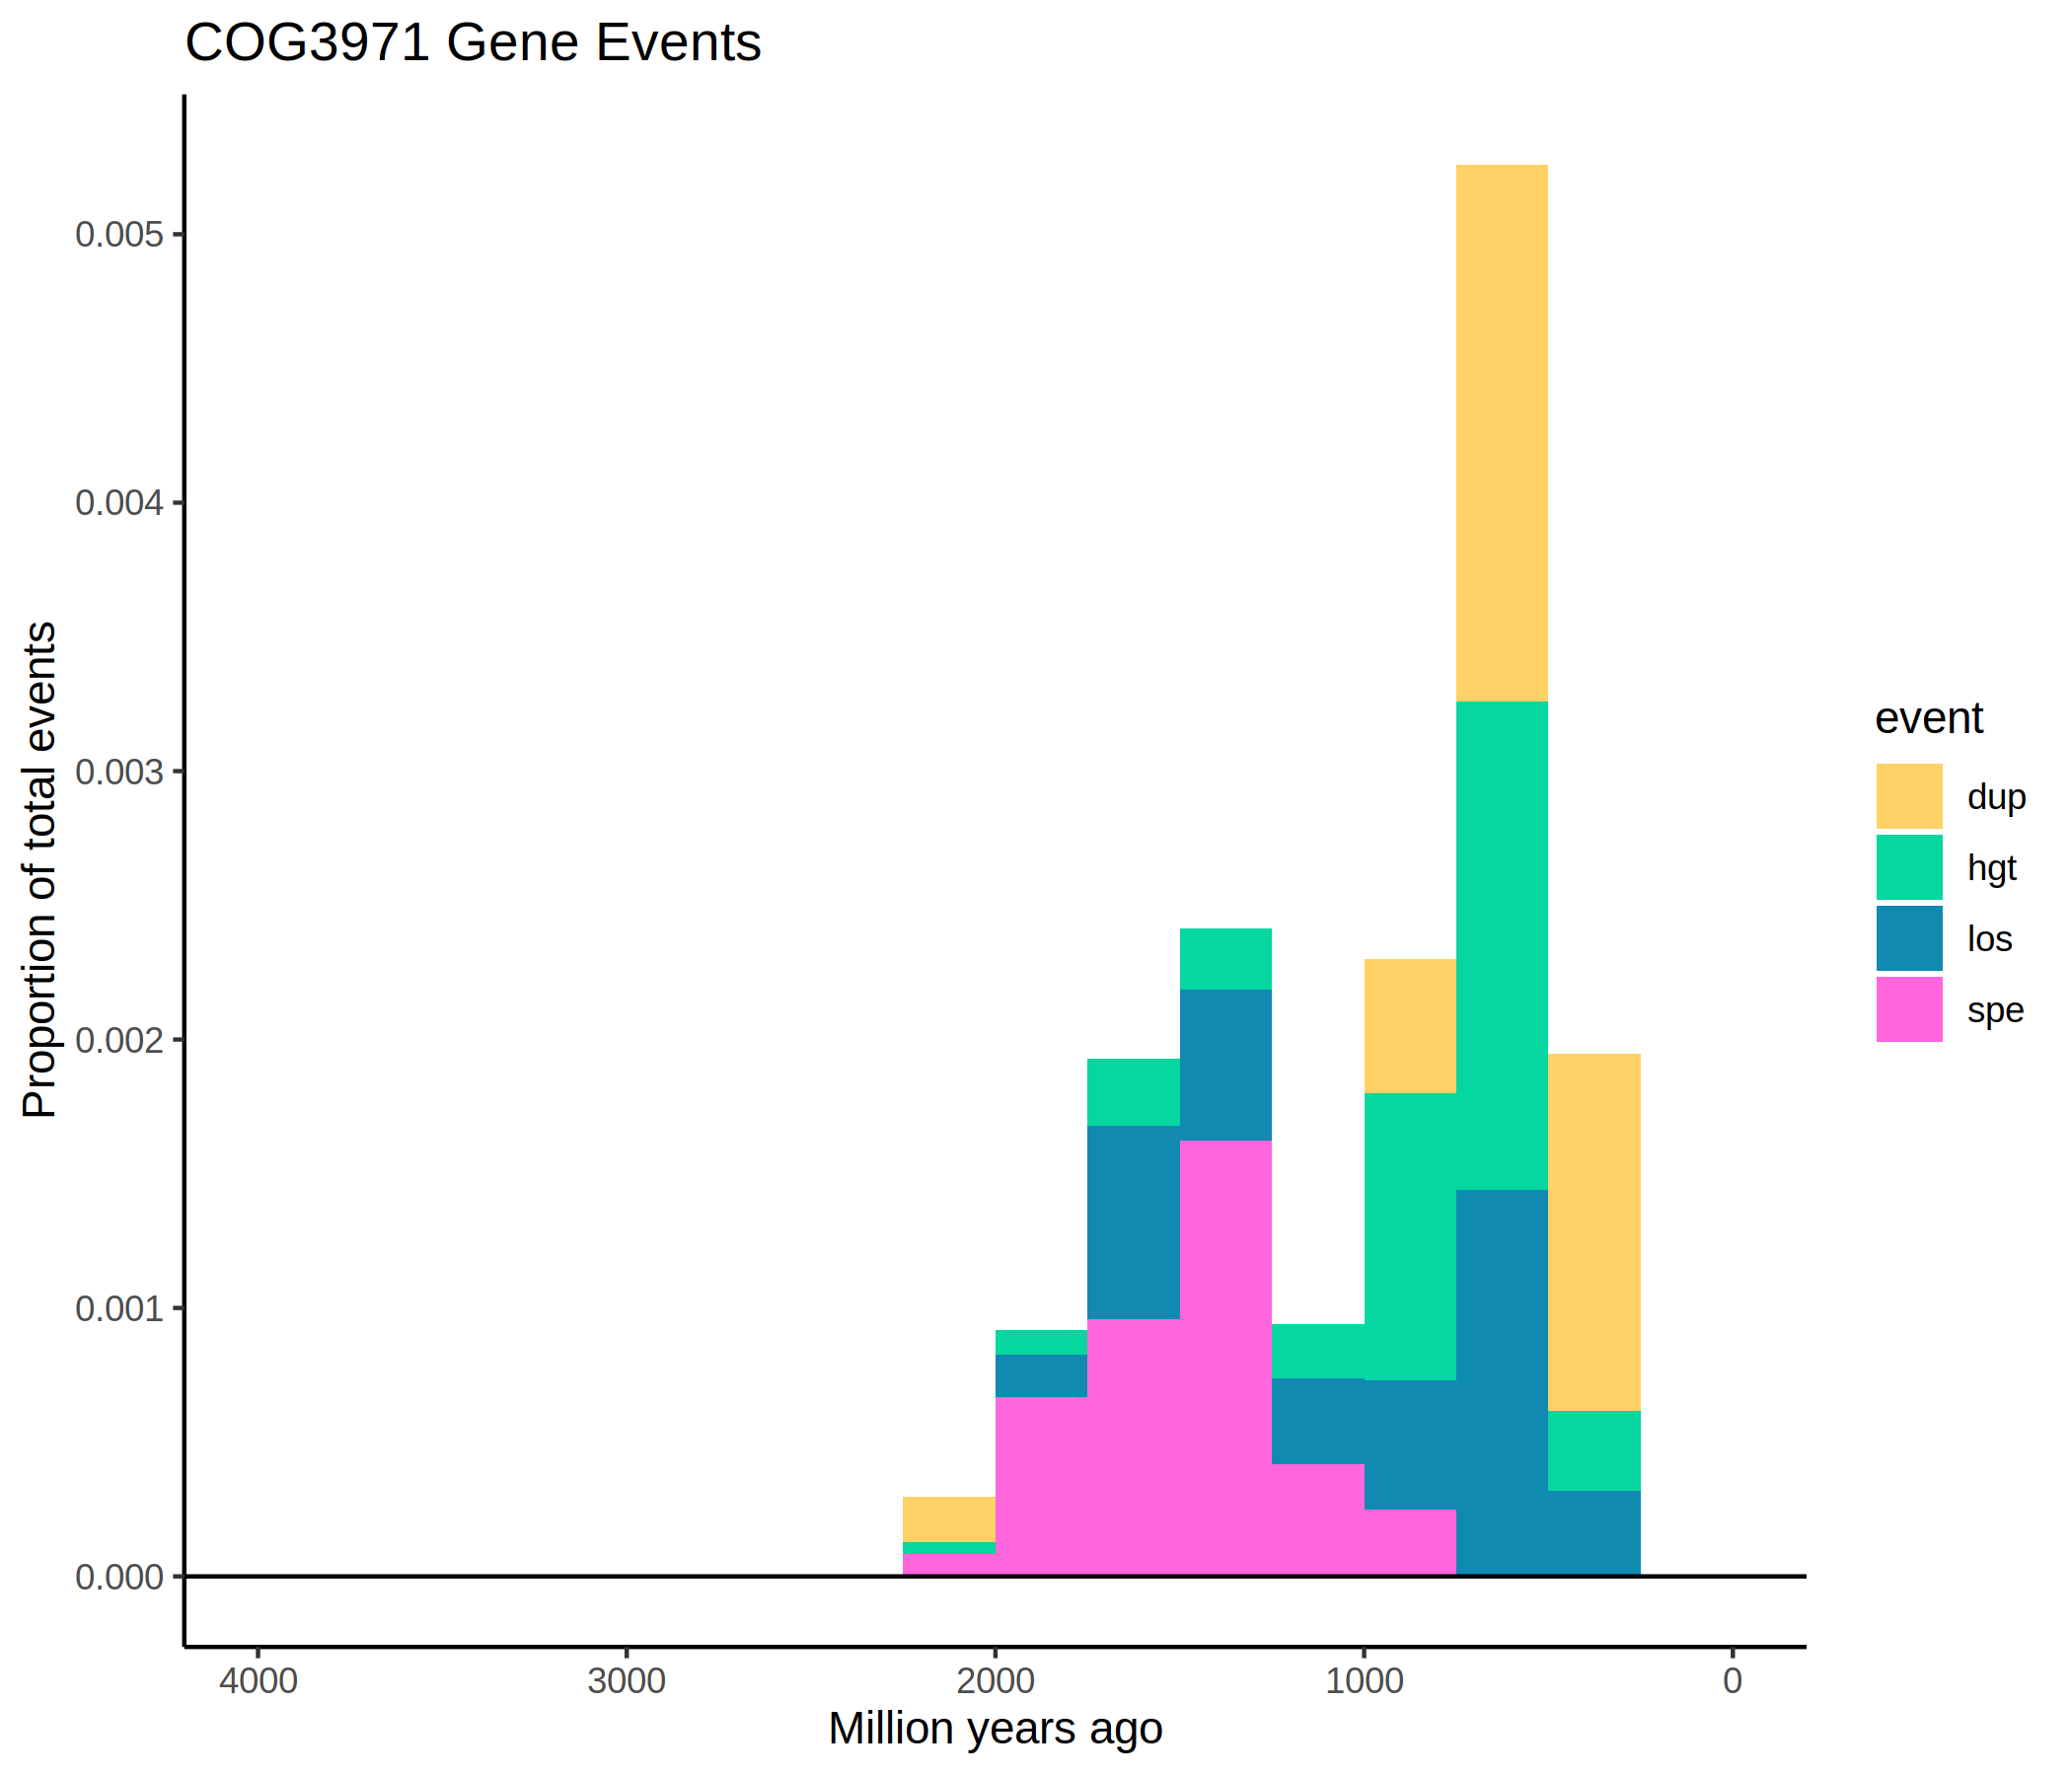 COG3971 Gene Events
Proportion of total events
0.005
0.004
0.003
0.002
0.001
0.000
4000 3000 2000 1000 0
Million years ago
event
dup
hgt
los
spe